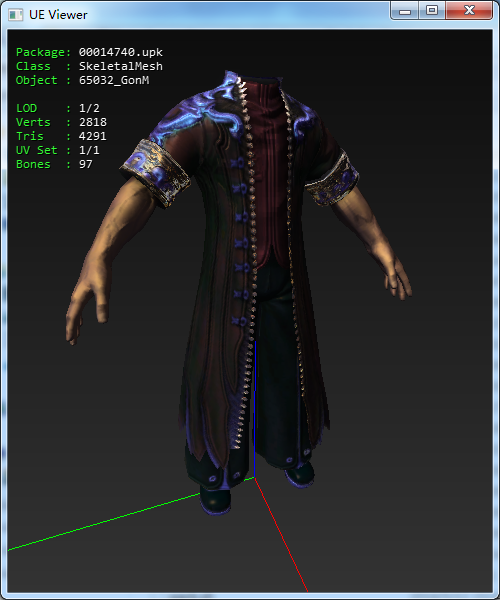 UE Viewer
Package: 00014740.upk
Class : SkeletalMesh
Object : 65032_GonM
LOD : 1/2
Verts : 2818
Tris : 4291
UV Set : 1/1
Bones : 97